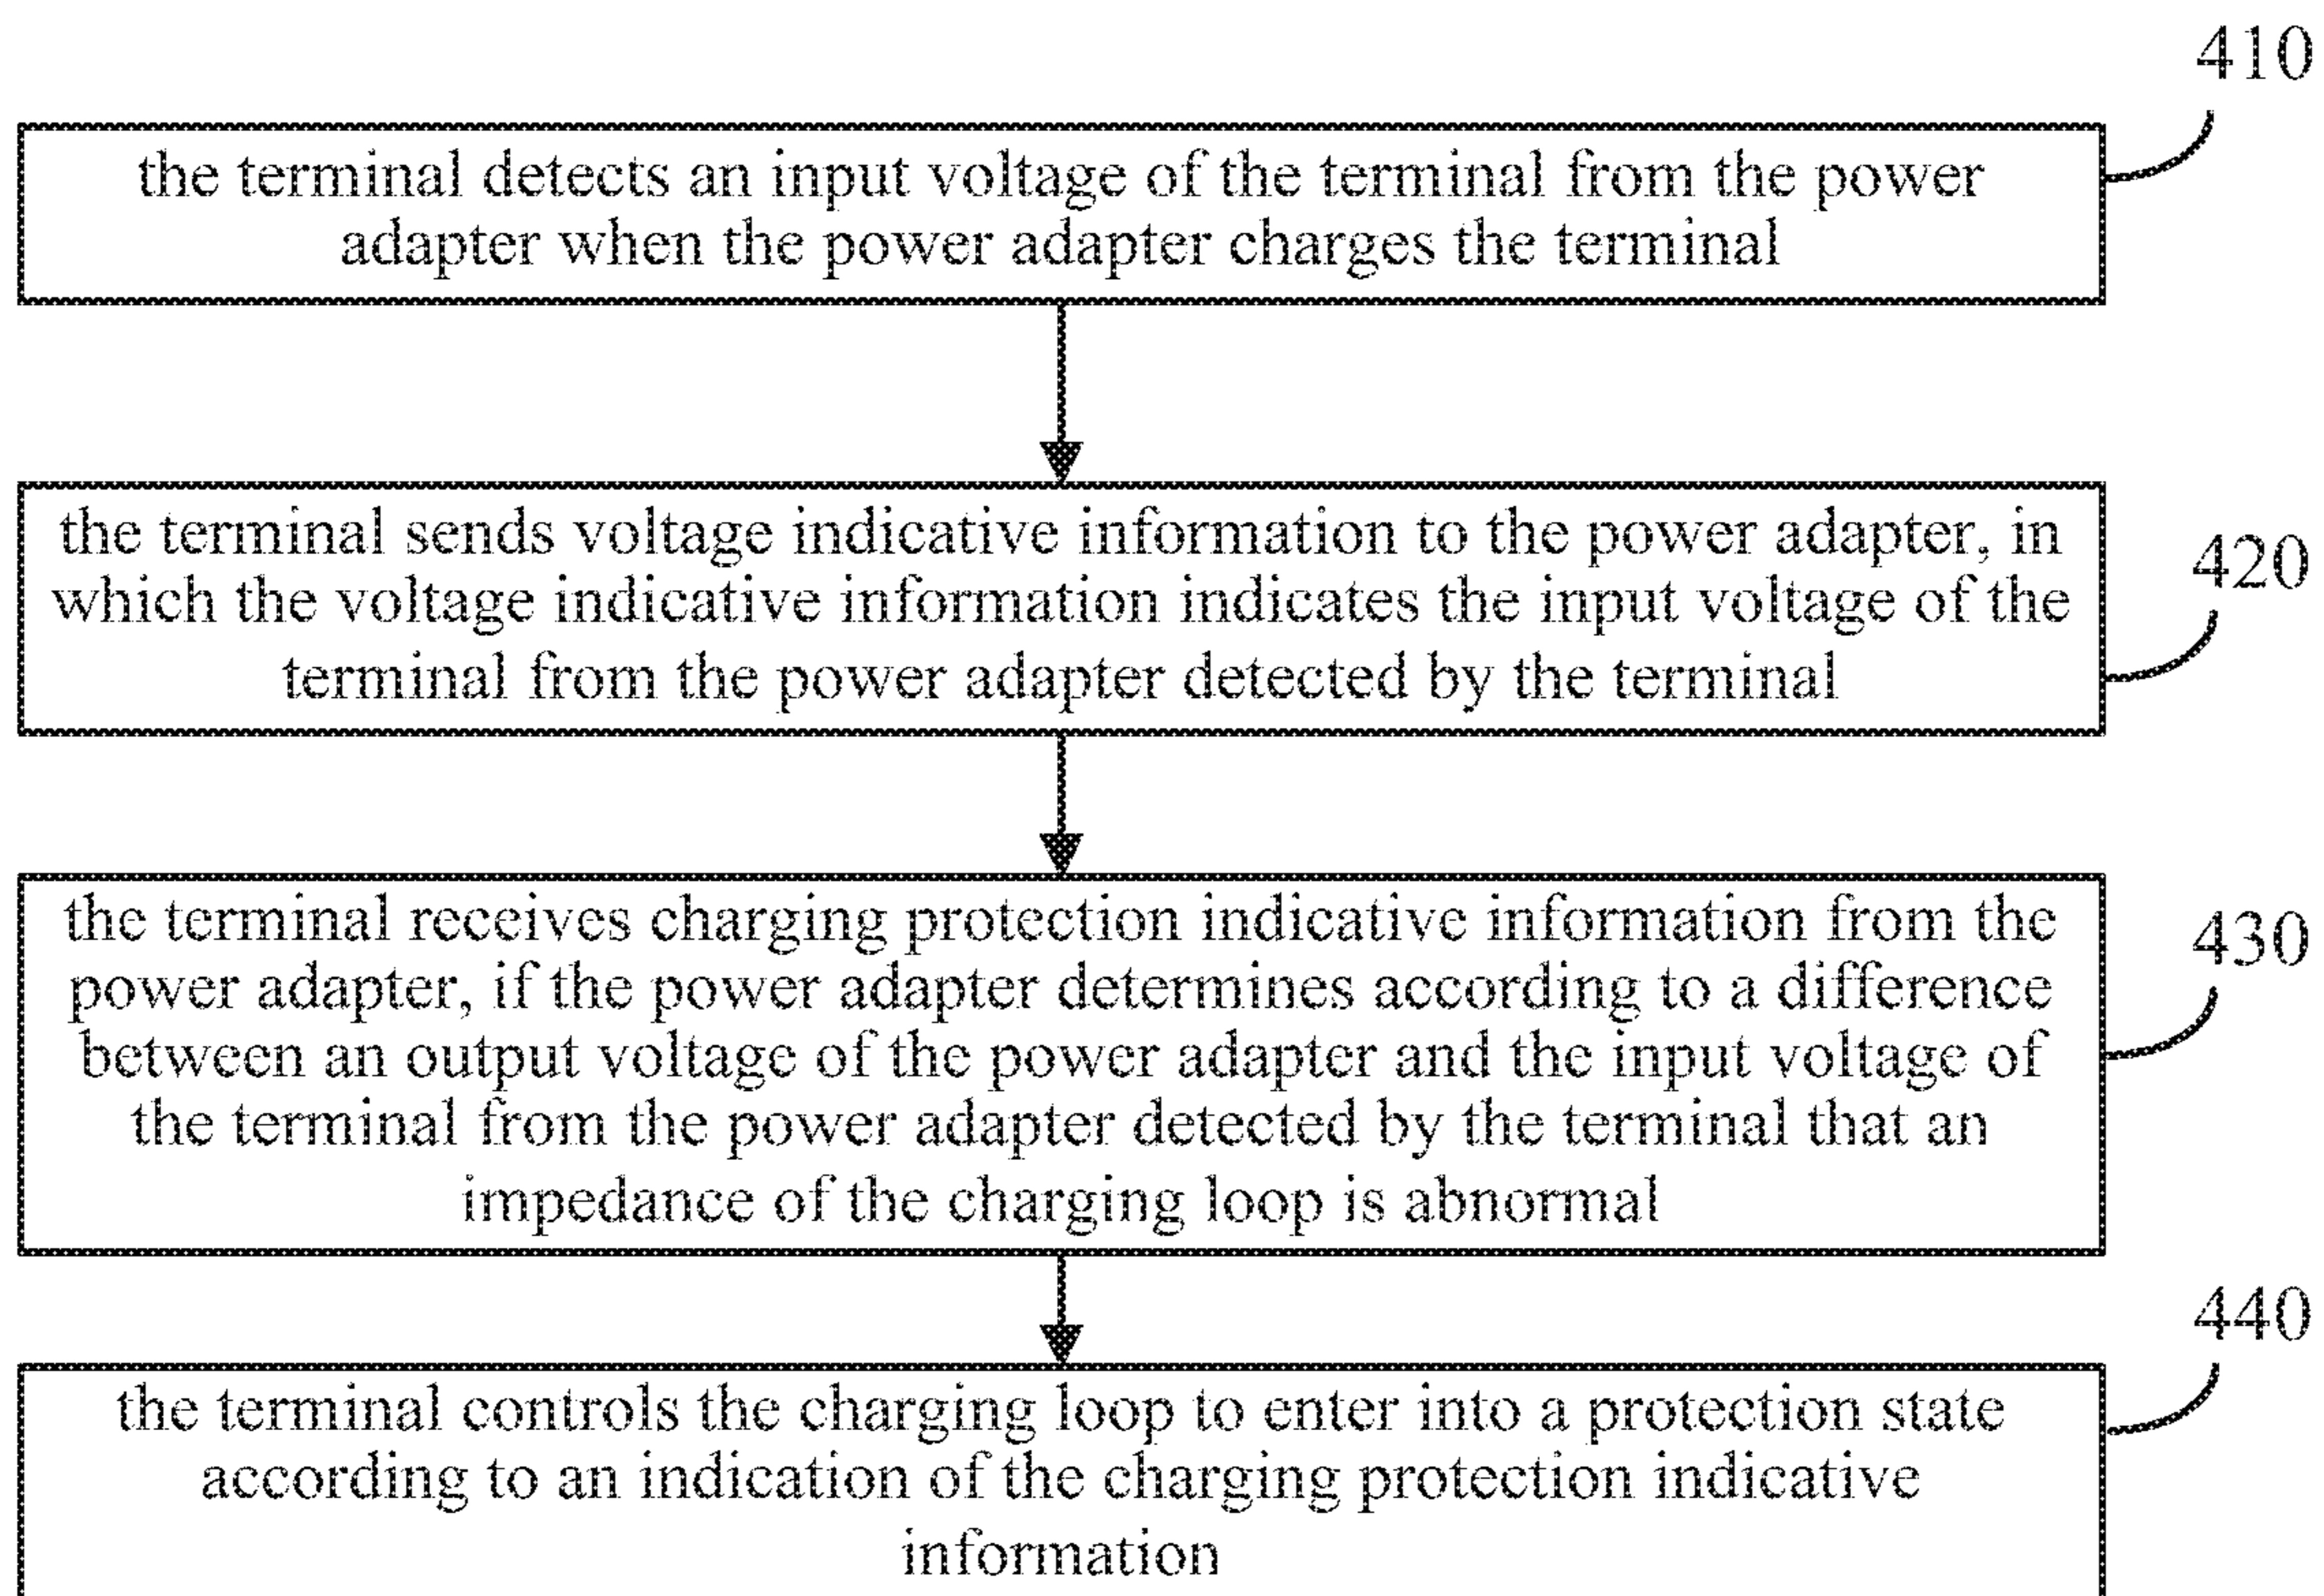 410
the terminal detects an input voltage of the terminal from the power
adapter when the power adapter charges the terminal
the terminal sends voltage indicative information to the power adapter, in
which the voltage indicative information indicates the input voltage of the
terminal from the power adapter detected by the terminal
420
the terminal receives charging protection indicative information from the
power adapter, if the power adapter determines according to a difference
between an output voltage of the power adapter and the input voltage of
the terminal from the power adapter detected by the terminal that an
impedance of the charging loop is abnormal
430
440
the terminal controls the charging loop to enter into a protection state
according to an indication of the charging protection indicative
information